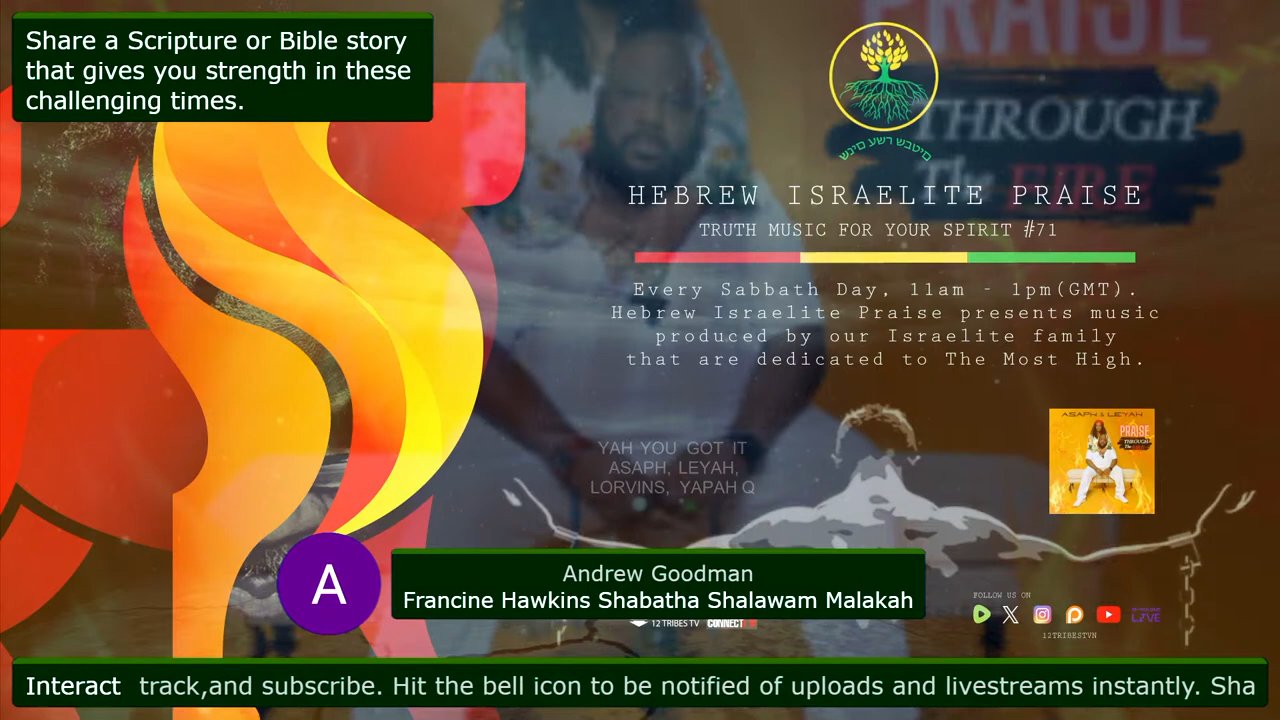 Share a Scripture or Bible story
that gives you strength in these
challenging times.
PRAISE
THROUGH
The FIRE
שנים עשר שבטים
HEBREW ISRAELITE PRAISE
TRUTH MUSIC FOR YOUR SPIRIT #71
Every Sabbath Day, 11am - 1pm(GMT).
Hebrew Israelite Praise presents music
produced by our Israelite family
that are dedicated to The Most High.
YAH YOU GOT IT
ASAPH, LEYAH,
LORVINS, YAPAH Q
ASAPH & LEYAH
PRAISE
THROUGH
A
Andrew Goodman
Francine Hawkins Shabatha Shalawam Malakah
12 TRIBES TV
FOLLOW US ON
LIVE
12TRIBESTVN
Interact track,and subscribe. Hit the bell icon to be notified of uploads and livestreams instantly. Sha